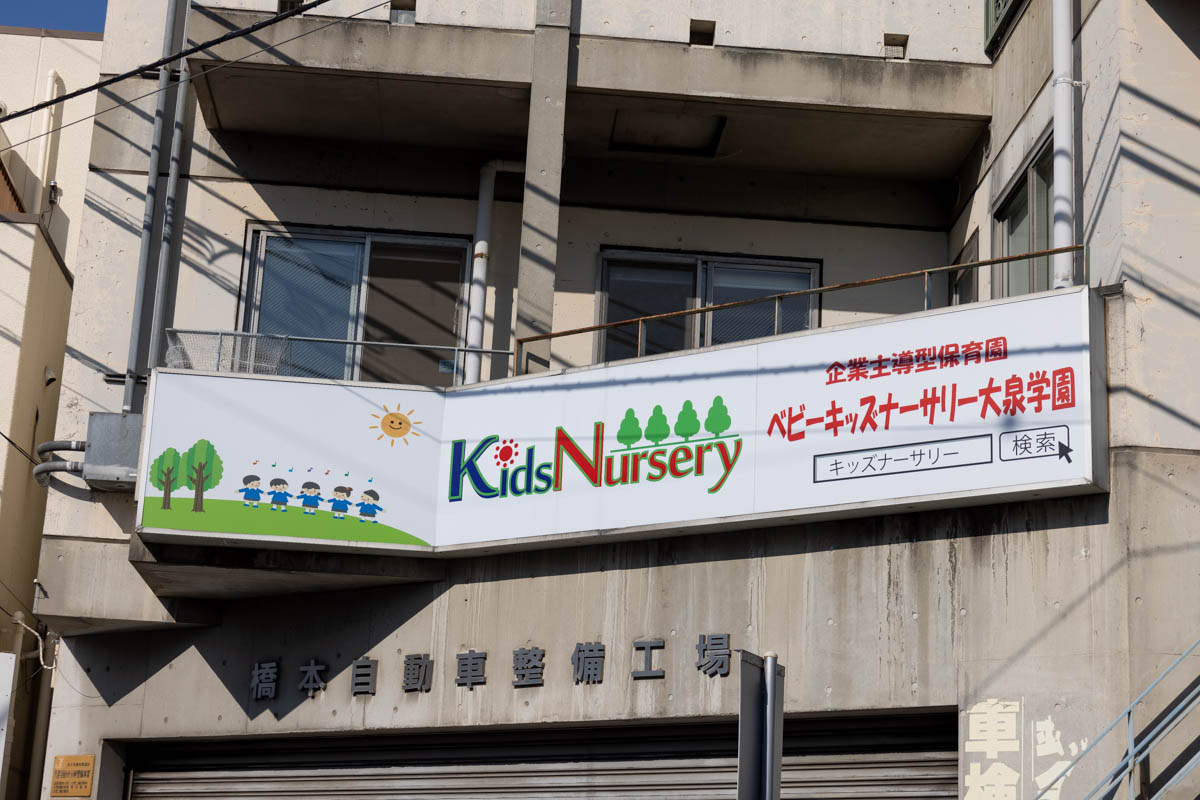 企業主導型保育園
ベビーキッズナーサリー大泉学園
Kids Nursery
キッズナーサリー
検索
橋本自動車整備工場
車検